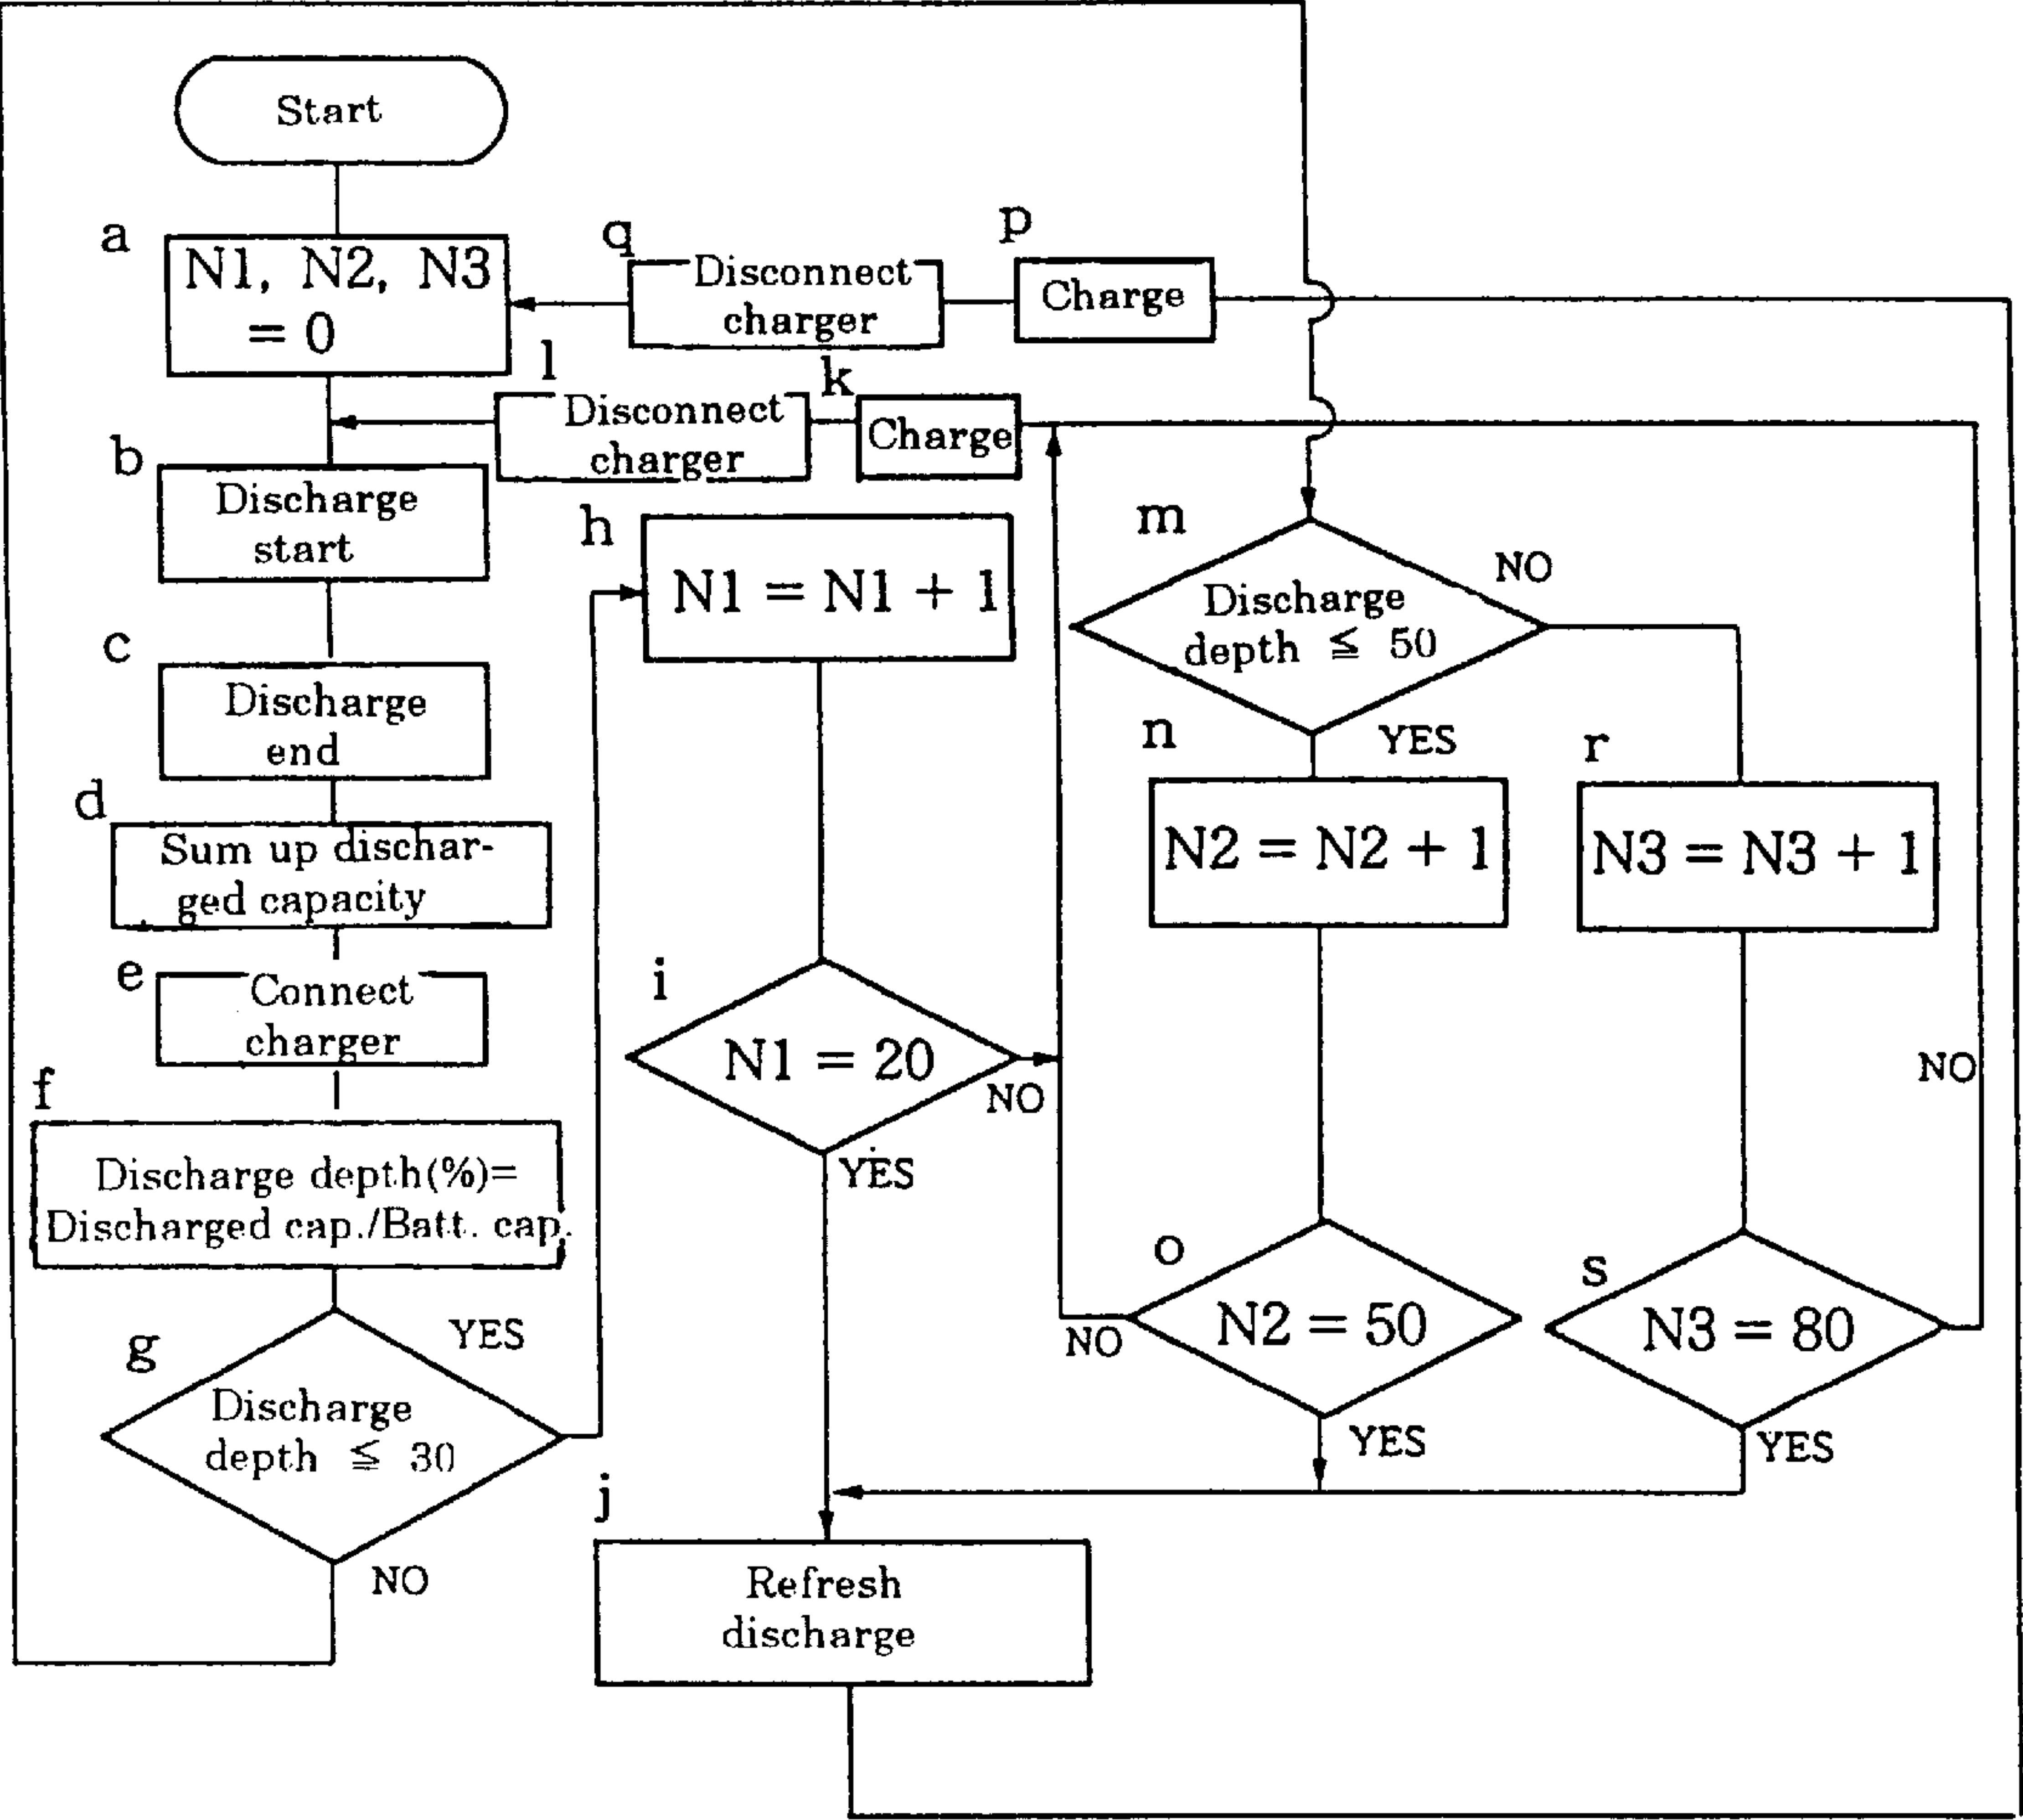 Start
a
N1, N2, N3
= 0
q
Disconnect
charger
p
Charge
l
Disconnect
charger
k
Charge
b
Discharge
start
c
Discharge
end
d
Sum up dischar-
ged capacity
e
Connect
charger
f
Discharge depth(%)=
Discharged cap./Batt. cap.
g
Discharge
depth ≦ 30
YES
NO
h
N1 = N1 + 1
i
N1 = 20
NO
YES
j
Refresh
discharge
m
Discharge
depth ≦ 50
NO
YES
n
N2 = N2 + 1
o
N2 = 50
NO
YES
r
N3 = N3 + 1
s
N3 = 80
NO
YES